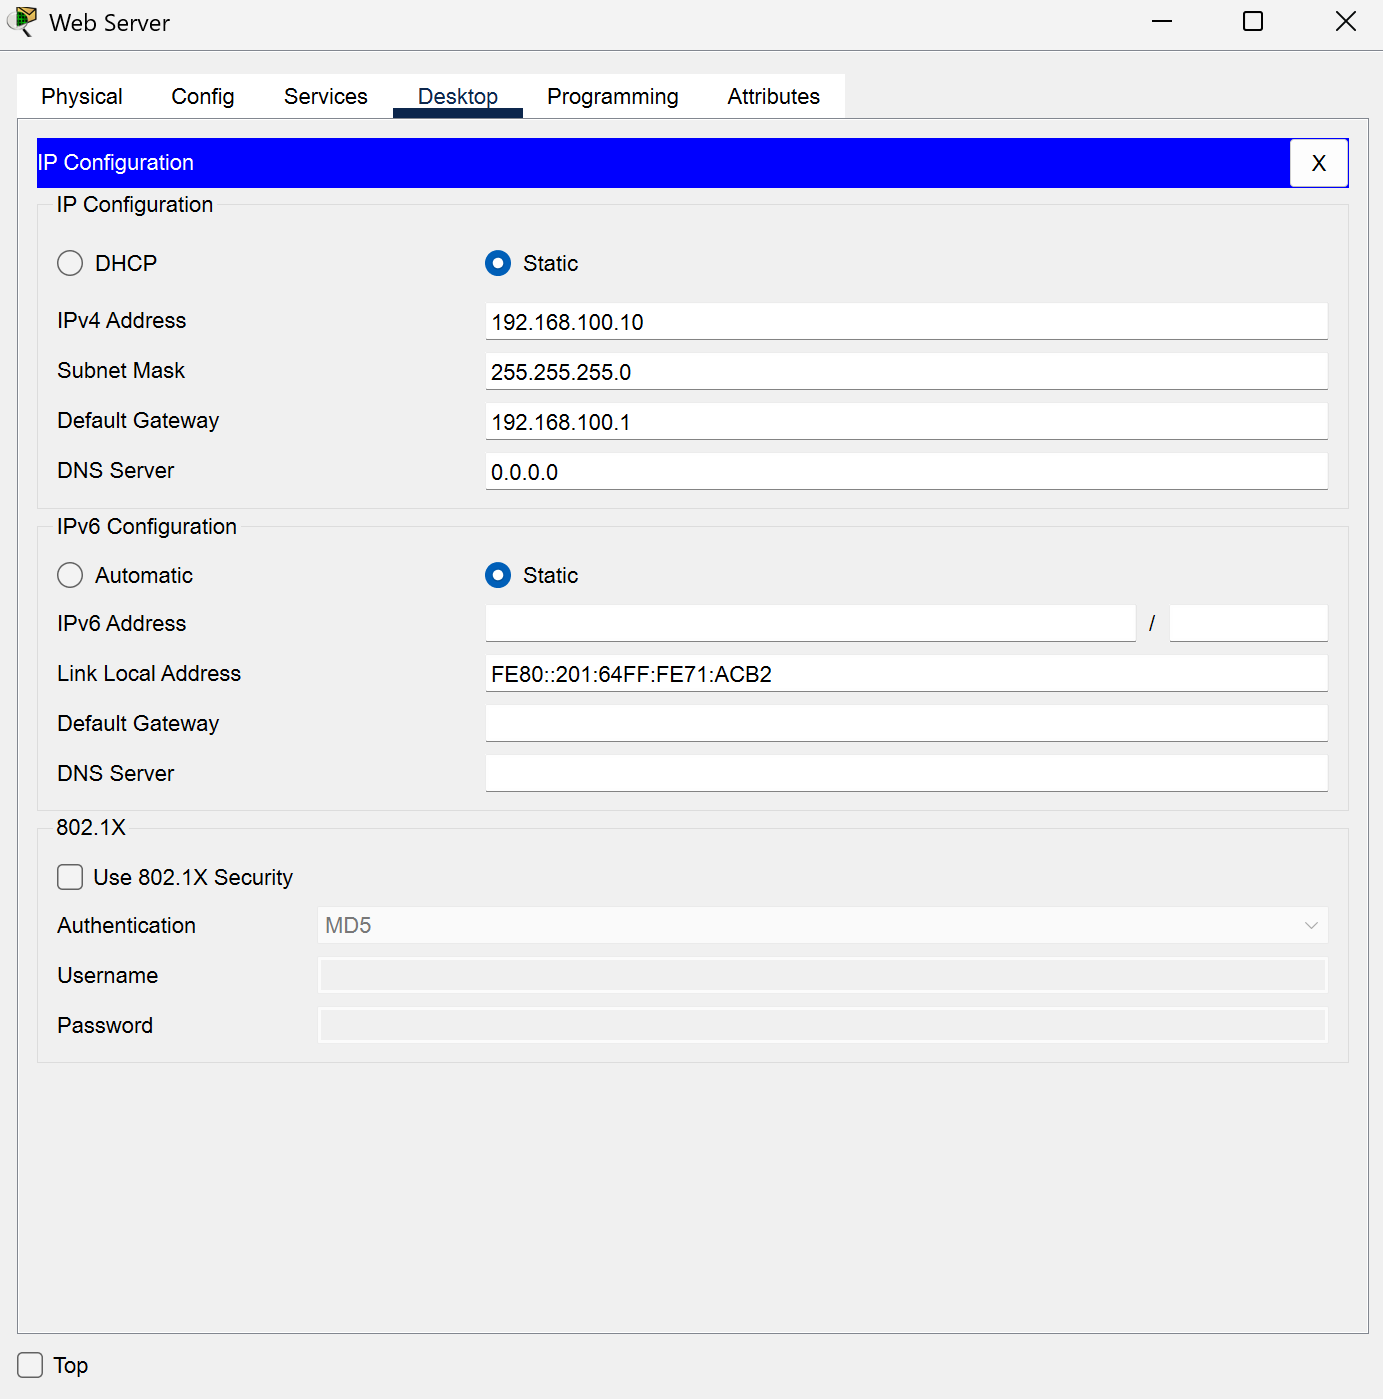 Web Server
Physical Config Services Desktop Programming Attributes
IP Configuration X
IP Configuration
DHCP Static
IPv4 Address 192.168.100.10
Subnet Mask 255.255.255.0
Default Gateway 192.168.100.1
DNS Server 0.0.0.0
IPv6 Configuration
Automatic Static
IPv6 Address /
Link Local Address FE80::201:64FF:FE71:ACB2
Default Gateway
DNS Server
802.1X
Use 802.1X Security
Authentication MD5
Username
Password
Top